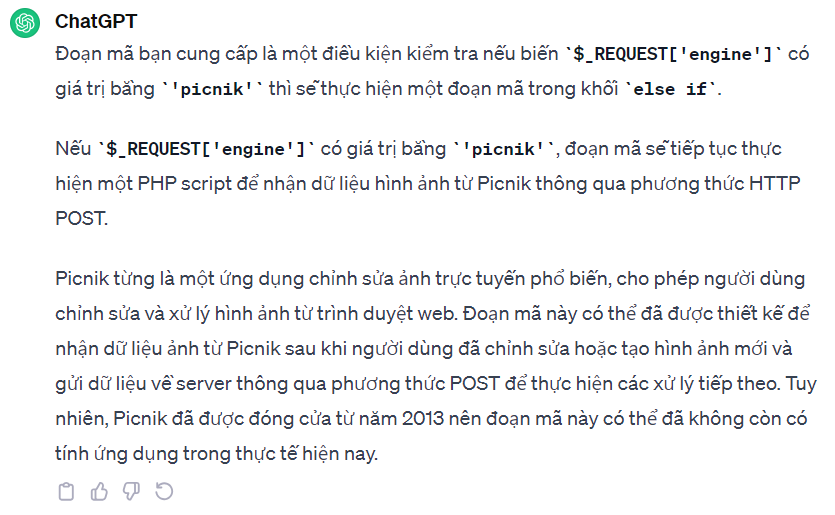 ChatGPT
Đoạn mã bạn cung cấp là một điều kiện kiểm tra nếu biến `$_REQUEST['engine']` có
giá trị bằng `'picnik'` thì sẽ thực hiện một đoạn mã trong khối `else if`.
Nếu `$_REQUEST['engine']` có giá trị bằng `'picnik'`, đoạn mã sẽ tiếp tục thực
hiện một PHP script để nhận dữ liệu hình ảnh từ Picnik thông qua phương thức HTTP
POST.
Picnik từng là một ứng dụng chỉnh sửa ảnh trực tuyến phổ biến, cho phép người dùng
chỉnh sửa và xử lý hình ảnh từ trình duyệt web. Đoạn mã này có thể đã được thiết kế để
nhận dữ liệu ảnh từ Picnik sau khi người dùng đã chỉnh sửa hoặc tạo hình ảnh mới và
gửi dữ liệu về server thông qua phương thức POST để thực hiện các xử lý tiếp theo. Tuy
nhiên, Picnik đã được đóng cửa từ năm 2013 nên đoạn mã này có thể đã không còn có
tính ứng dụng trong thực tế hiện nay.